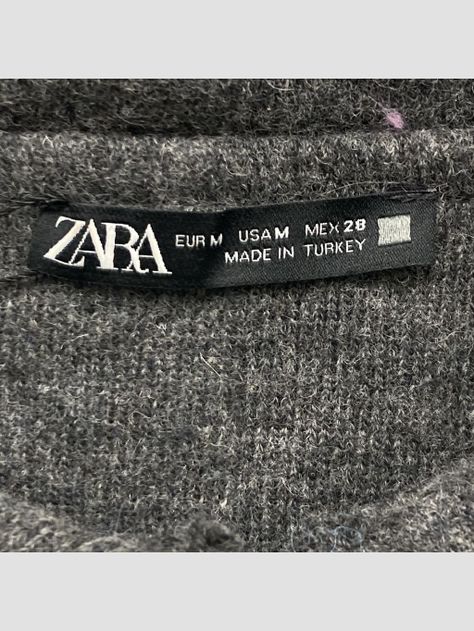 ZARA EUR M USA M MEX 28
MADE IN TURKEY